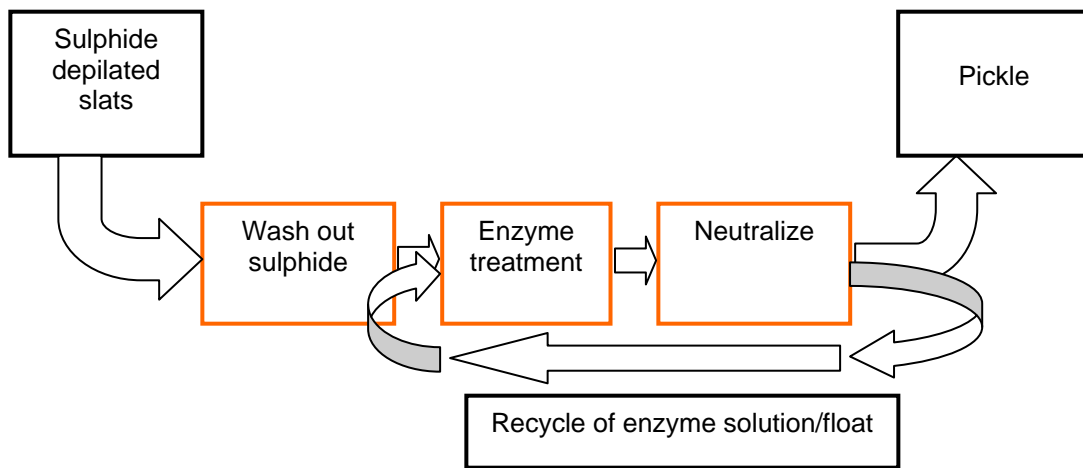 Sulphide
depilated
slats
Pickle
Wash out
sulphide
Enzyme
treatment
Neutralize
Recycle of enzyme solution/float